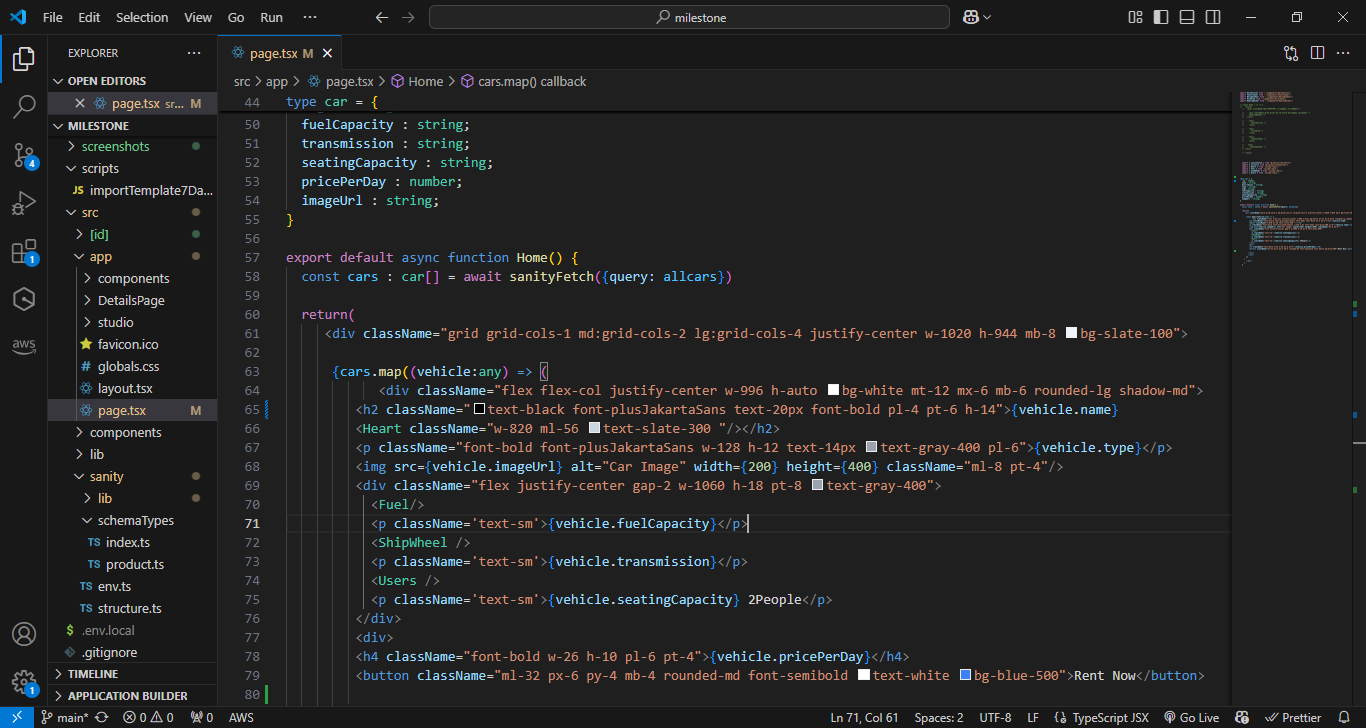 File Edit Selection View Go Run ···
milestone
EXPLORER ···
OPEN EDITORS
page.tsx sr... M
MILESTONE
screenshots
scripts
JS importTemplate7Da...
src
[id]
app
components
DetailsPage
studio
favicon.ico
# globals.css
layout.tsx
page.tsx M
components
lib
sanity
lib
schemaTypes
TS index.ts
TS product.ts
TS env.ts
TS structure.ts
$ .env.local
.gitignore
TIMELINE
APPLICATION BUILDER
4
1
aws
1
page.tsx M
src > app > page.tsx > Home > cars.map() callback
44 type car = {
50 fuelCapacity : string;
51 transmission : string;
52 seatingCapacity : string;
53 pricePerDay : number;
54 imageUrl : string;
55 }
56
57 export default async function Home() {
58 const cars : car[] = await sanityFetch({query: allcars})
59
60 return(
61 <div className="grid grid-cols-1 md:grid-cols-2 lg:grid-cols-4 justify-center w-1020 h-944 mb-8 bg-slate-100">
62
63 {cars.map((vehicle:any) => (
64 <div className="flex flex-col justify-center w-996 h-auto bg-white mt-12 mx-6 mb-6 rounded-lg shadow-md">
65 <h2 className="text-black font-plusJakartaSans text-20px font-bold pl-4 pt-6 h-14">{vehicle.name}
66 <Heart className="w-820 ml-56 text-slate-300 "/></h2>
67 <p className="font-bold font-plusJakartaSans w-128 h-12 text-14px text-gray-400 pl-6">{vehicle.type}</p>
68 <img src={vehicle.imageUrl} alt="Car Image" width={200} height={400} className="ml-8 pt-4"/>
69 <div className="flex justify-center gap-2 w-1060 h-18 pt-8 text-gray-400">
70 <Fuel/>
71 <p className='text-sm'>{vehicle.fuelCapacity}</p>
72 <ShipWheel />
73 <p className='text-sm'>{vehicle.transmission}</p>
74 <Users />
75 <p className='text-sm'>{vehicle.seatingCapacity} 2People</p>
76 </div>
77 <div>
78 <h4 className="font-bold w-26 h-10 pl-6 pt-4">{vehicle.pricePerDay}</h4>
79 <button className="ml-32 px-6 py-4 mb-4 rounded-md font-semibold text-white bg-blue-500">Rent Now</button>
80
main* 0 0 0 AWS Ln 71, Col 61 Spaces: 2 UTF-8 LF {} TypeScript JSX Go Live Prettier